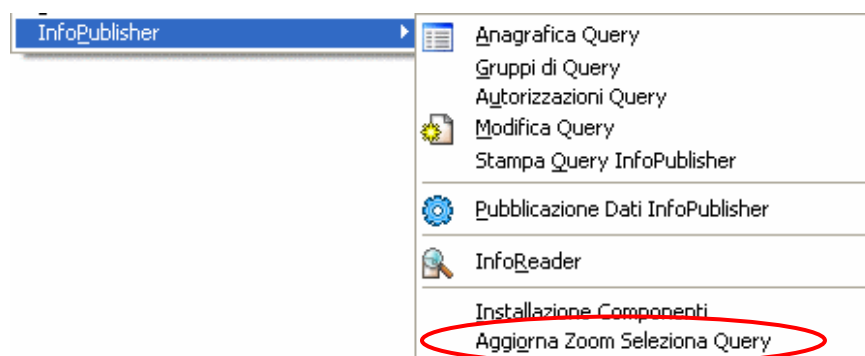 InfoPublisher
Anagrafica Query
Gruppi di Query
Autorizzazioni Query
Modifica Query
Stampa Query InfoPublisher
Pubblicazione Dati InfoPublisher
InfoReader
Installazione Componenti
Aggiorna Zoom Seleziona Query